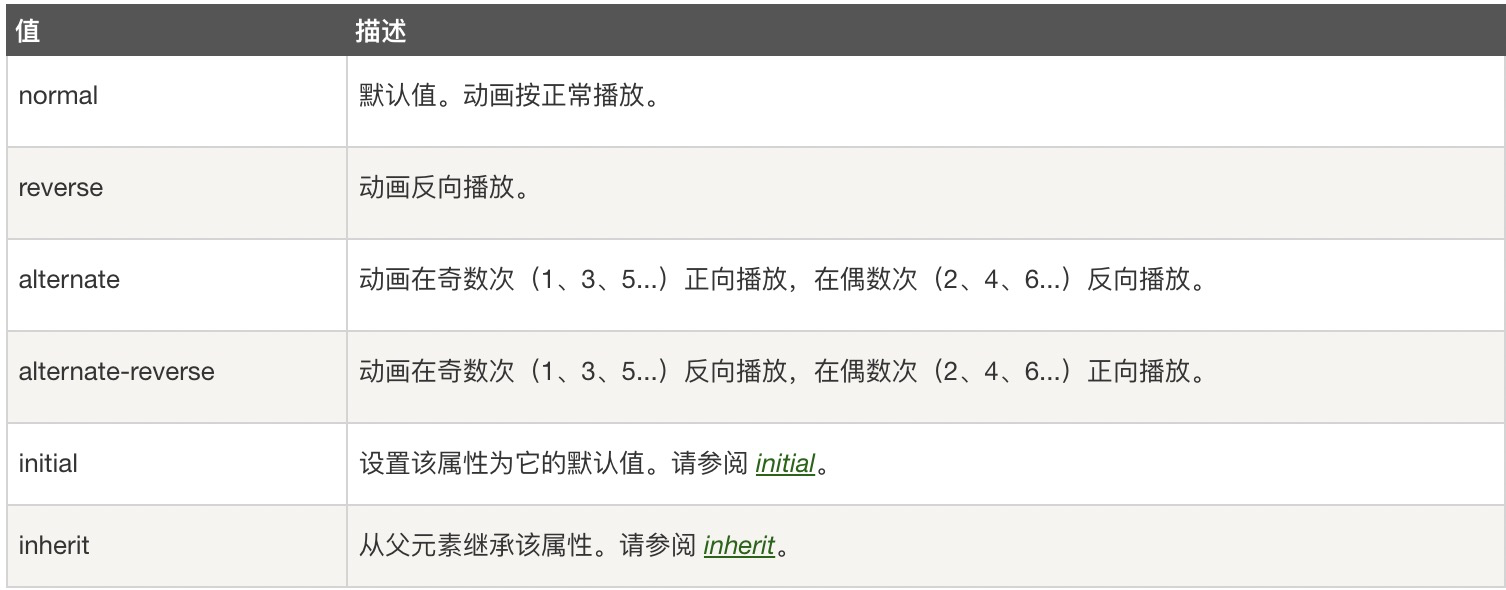 值 描述
normal 默认值。动画按正常播放。
reverse 动画反向播放。
alternate 动画在奇数次（1、3、5...）正向播放，在偶数次（2、4、6...）反向播放。
alternate-reverse 动画在奇数次（1、3、5...）反向播放，在偶数次（2、4、6...）正向播放。
initial 设置该属性为它的默认值。请参阅 initial。
inherit 从父元素继承该属性。请参阅 inherit。